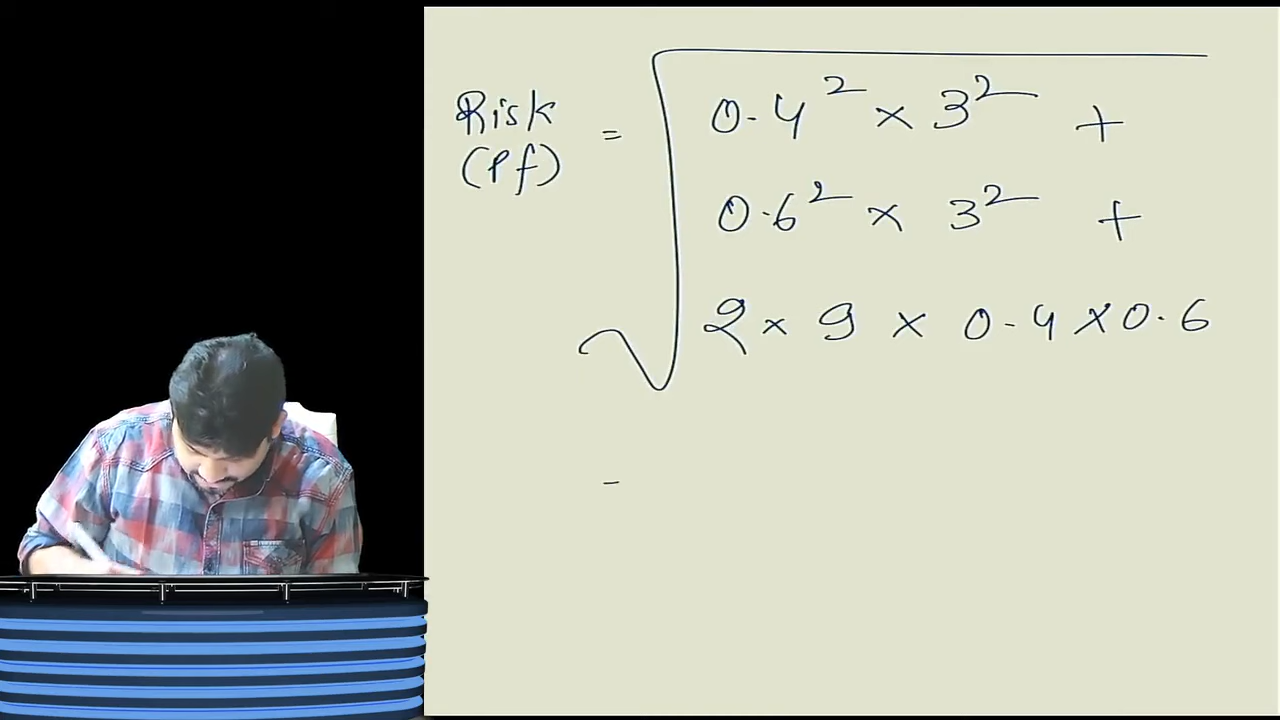 Risk = √ 0.4² × 3² +
(Pf)
0.6² × 3² +
2 × 9 × 0.4 × 0.6
-